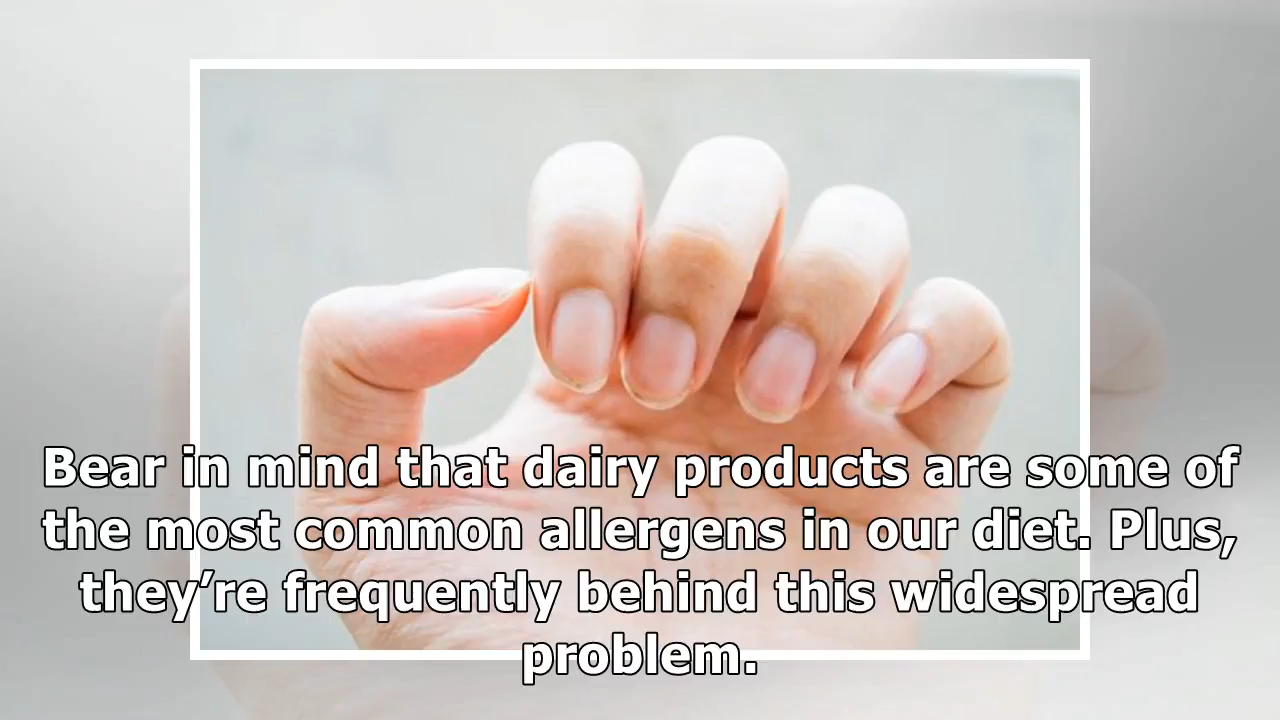 Bear in mind that dairy products are some of
the most common allergens in our diet. Plus,
they’re frequently behind this widespread
problem.